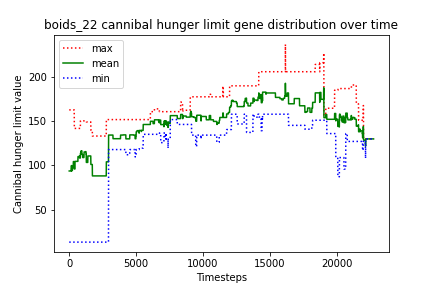 boids_22 cannibal hunger limit gene distribution over time
max
mean
min
Cannibal hunger limit value
200
150
100
50
0 5000 10000 15000 20000
Timesteps